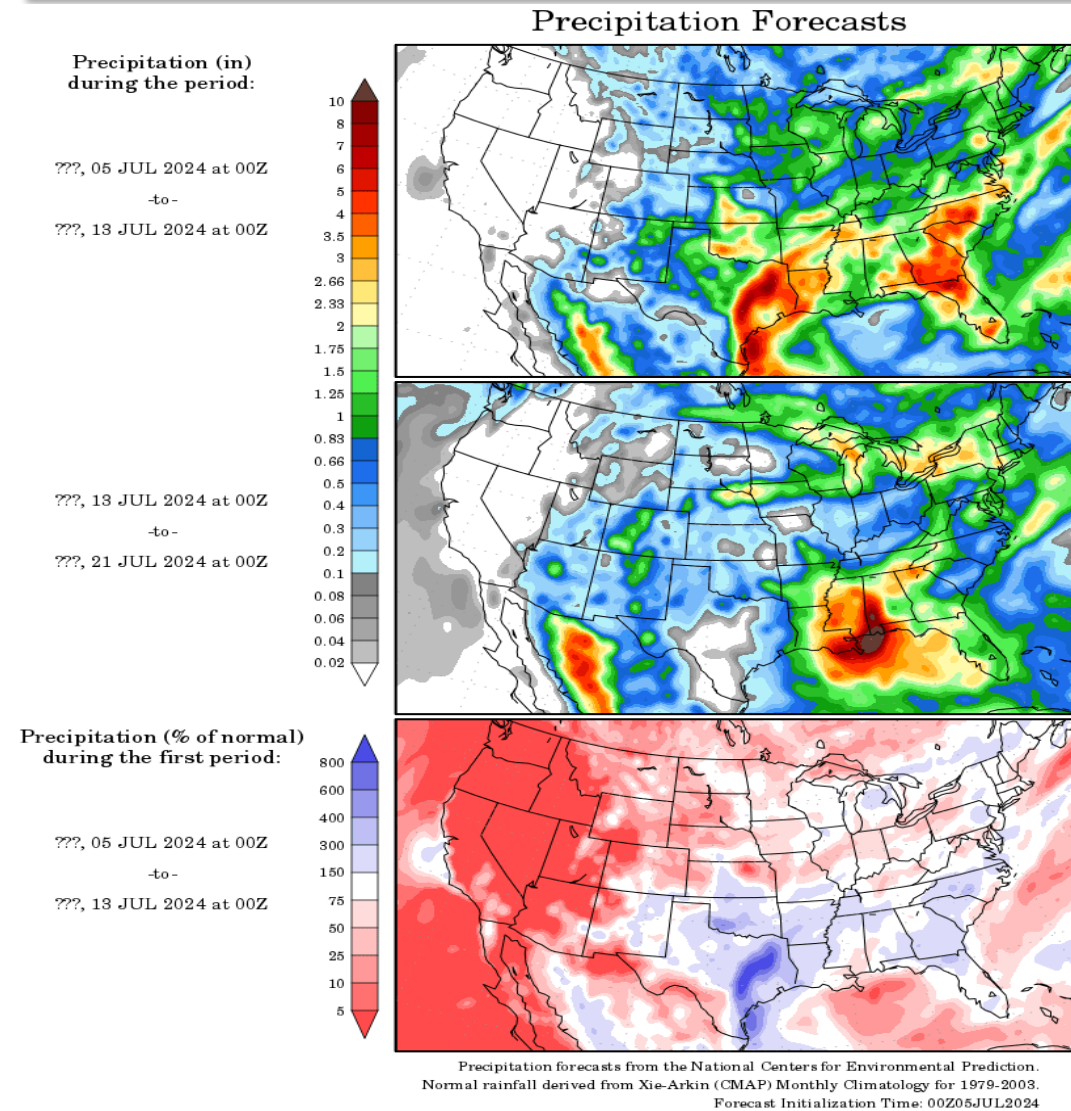 Precipitation Forecasts
Precipitation (in)
during the period:
???, 05 JUL 2024 at 00Z
-to-
???, 13 JUL 2024 at 00Z
???, 13 JUL 2024 at 00Z
-to-
???, 21 JUL 2024 at 00Z
10
8
7
6
5
4
3.5
3
2.66
2.33
2
1.75
1.5
1.25
1
0.83
0.66
0.5
0.4
0.3
0.2
0.1
0.08
0.06
0.04
0.02
Precipitation (% of normal)
during the first period:
???, 05 JUL 2024 at 00Z
-to-
???, 13 JUL 2024 at 00Z
800
600
400
300
150
75
50
25
10
5
Precipitation forecasts from the National Centers for Environmental Prediction.
Normal rainfall derived from Xie-Arkin (CMAP) Monthly Climatology for 1979-2003.
Forecast Initialization Time: 00Z05JUL2024